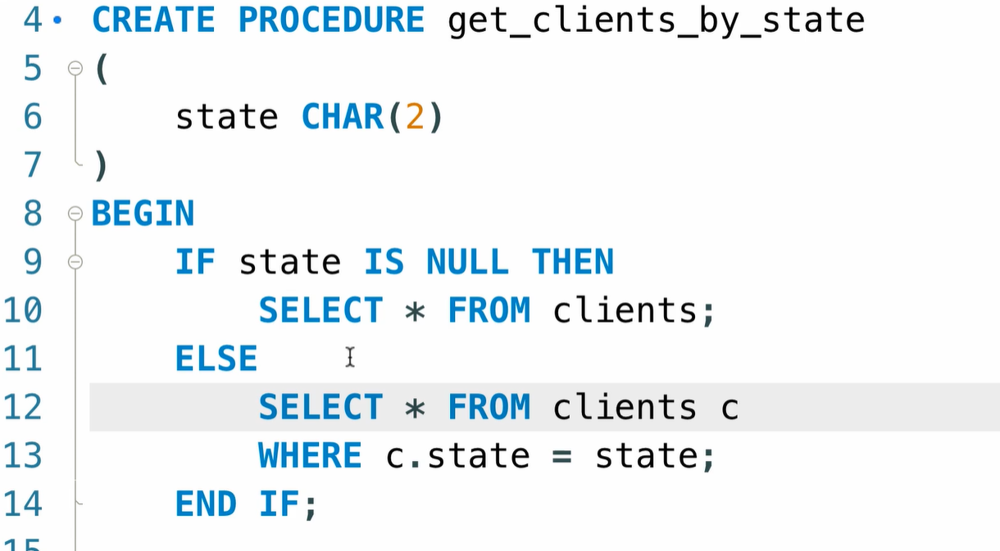 4 CREATE PROCEDURE get_clients_by_state
5 (
6 state CHAR(2)
7 )
8 BEGIN
9 IF state IS NULL THEN
10 SELECT * FROM clients;
11 ELSE
12 SELECT * FROM clients c
13 WHERE c.state = state;
14 END IF;
15